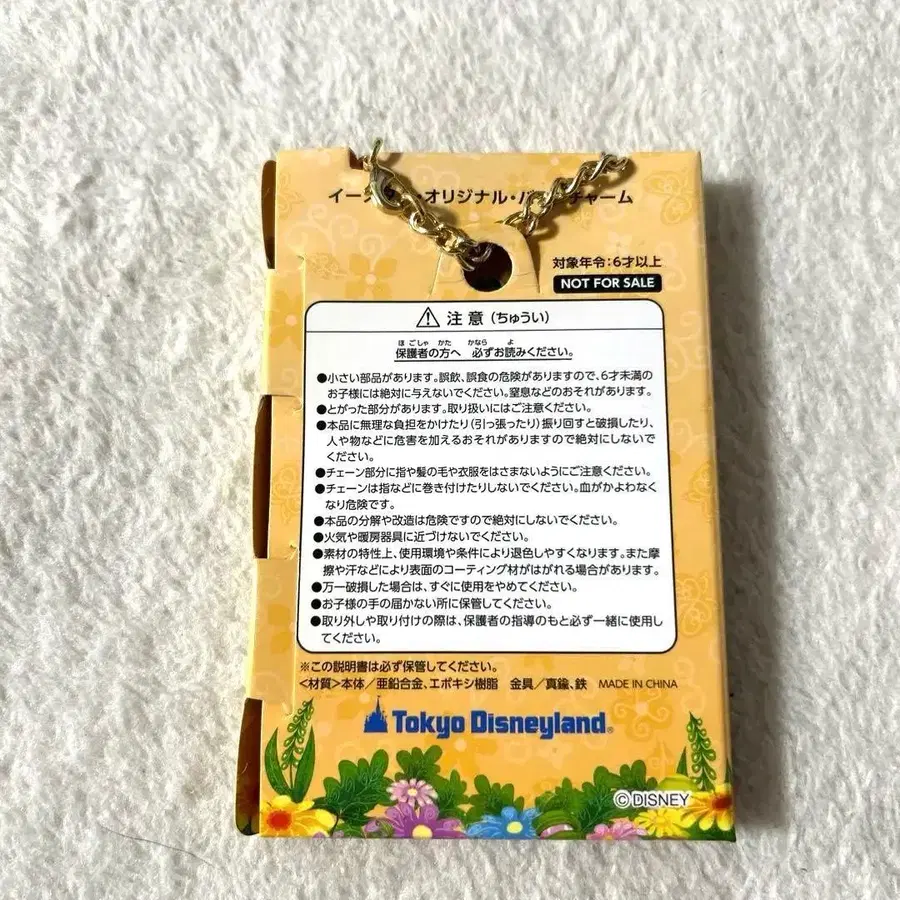 イース・オリジナル・バ チャーム
対象年令：6才以上
NOT FOR SALE
注意（ちゅうい）
ほごしゃ かた かなら よ
保護者の方へ 必ずお読みください。
●小さい部品があります。誤飲、誤食の危険がありますので、6才未満の
お子様には絶対に与えないでください。窒息などのおそれがあります。
●とがった部分があります。取り扱いにはご注意ください。
●本品に無理な負担をかけたり（引っ張ったり）振り回すと破損したり、
人や物などに危害を加えるおそれがありますので絶対にしないで
ください。
●チェーン部分に指や髪の毛や衣服をはさまないようにご注意ください。
●チェーンは指などに巻き付けたりしないでください。血がかよわなく
なり危険です。
●本品の分解や改造は危険ですので絶対にしないでください。
●火気や暖房器具に近づけないでください。
●素材の特性上、使用環境や条件により退色しやすくなります。また摩
擦や汗などにより表面のコーティング材がはがれる場合があります。
●万一破損した場合は、すぐに使用をやめてください。
●お子様の手の届かない所に保管してください。
●取り外しや取り付けの際は、保護者の指導のもと必ず一緒に使用し
てください。
※この説明書は必ず保管してください。
＜材質＞本体／亜鉛合金、エポキシ樹脂 金具／真鍮、鉄 MADE IN CHINA
Tokyo Disneyland®
©DISNEY